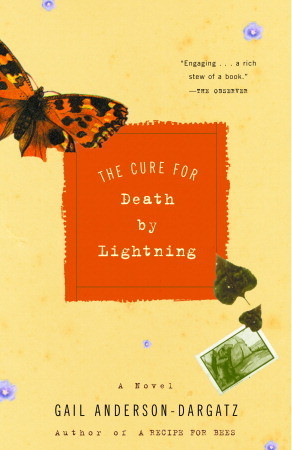 "Engaging . . . a rich
stew of a book."
—THE OBSERVER
THE CURE FOR
Death
by
Lightning
A Novel
GAIL ANDERSON-DARGATZ
Author of A RECIPE FOR BEES